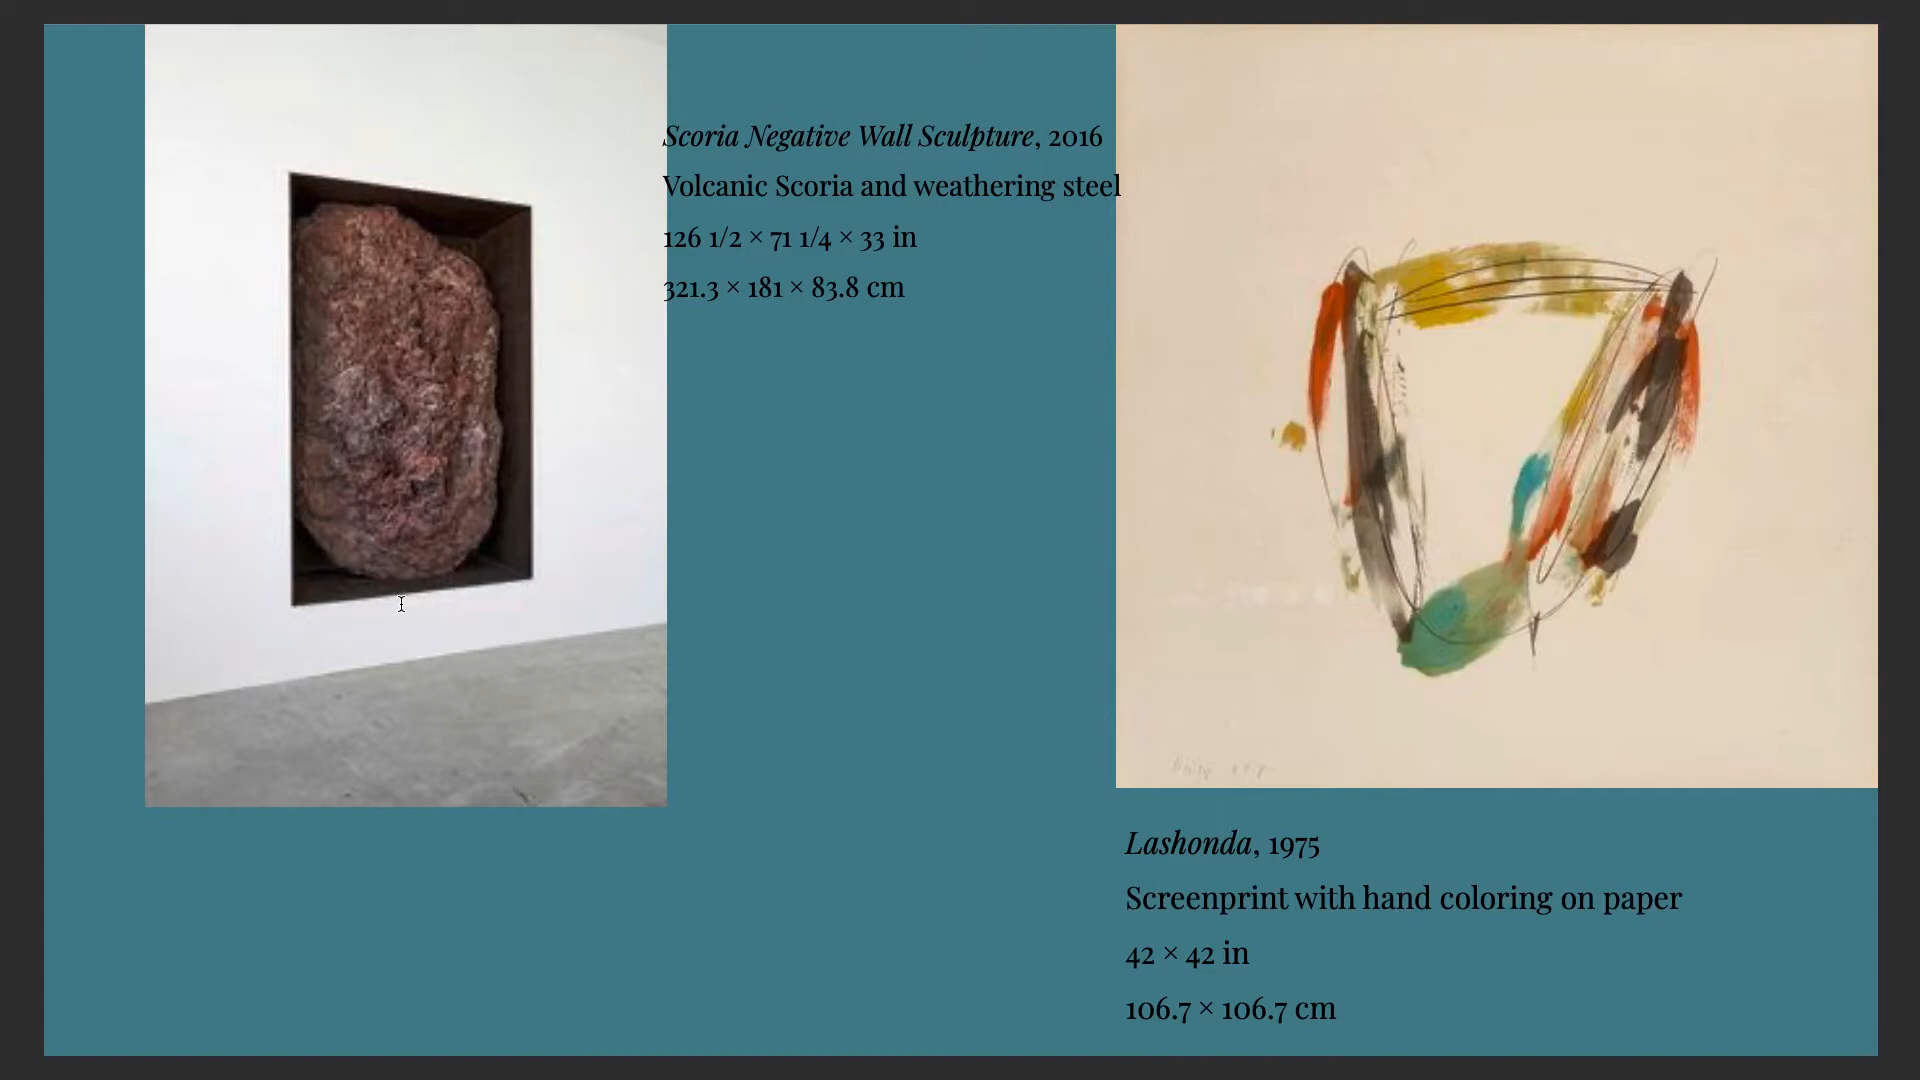 Scoria Negative Wall Sculpture, 2016
Volcanic Scoria and weathering steel
126 1/2 × 71 1/4 × 33 in
321.3 × 181 × 83.8 cm
Lashonda, 1975
Screenprint with hand coloring on paper
42 × 42 in
106.7 × 106.7 cm